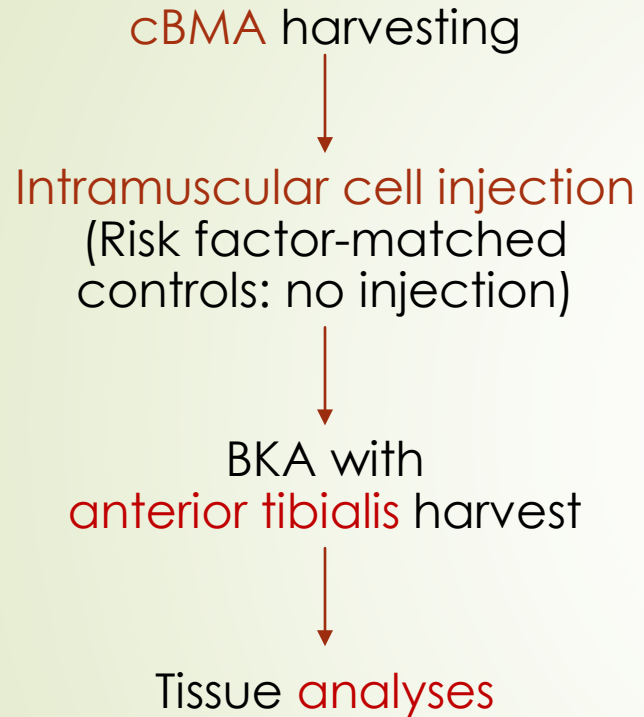 cBMA harvesting
Intramuscular cell injection
(Risk factor-matched
controls: no injection)
BKA with
anterior tibialis harvest
Tissue analyses